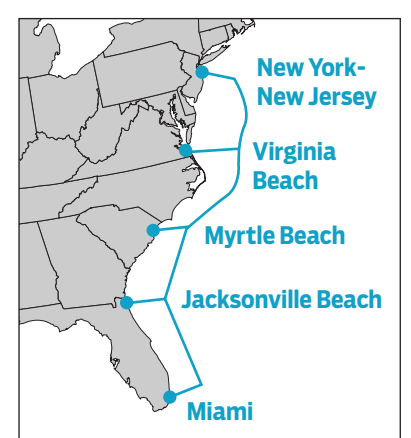 New York-
New Jersey
Virginia
Beach
Myrtle Beach
Jacksonville Beach
Miami